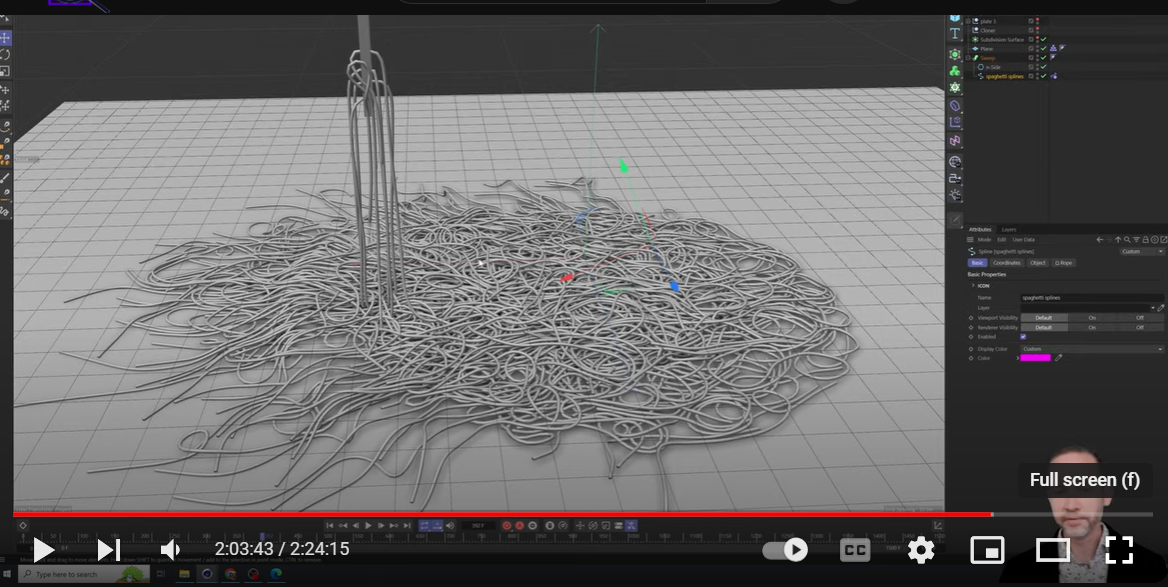 plate 3
Cloner
Subdivision Surface
Plane
Sweep
n-Side
spaghetti splines
Attributes Layers
Mode Edit User Data
Spline [spaghetti splines]
Custom
Basic Coordinates Object Rope
Basic Properties
ICON
Name spaghetti splines
Layer
Viewport Visibility Default On Off
Renderer Visibility Default On Off
Enabled
Display Color Custom
Color
Full screen (f)
2:03:43 / 2:24:15
CC
Type here to search